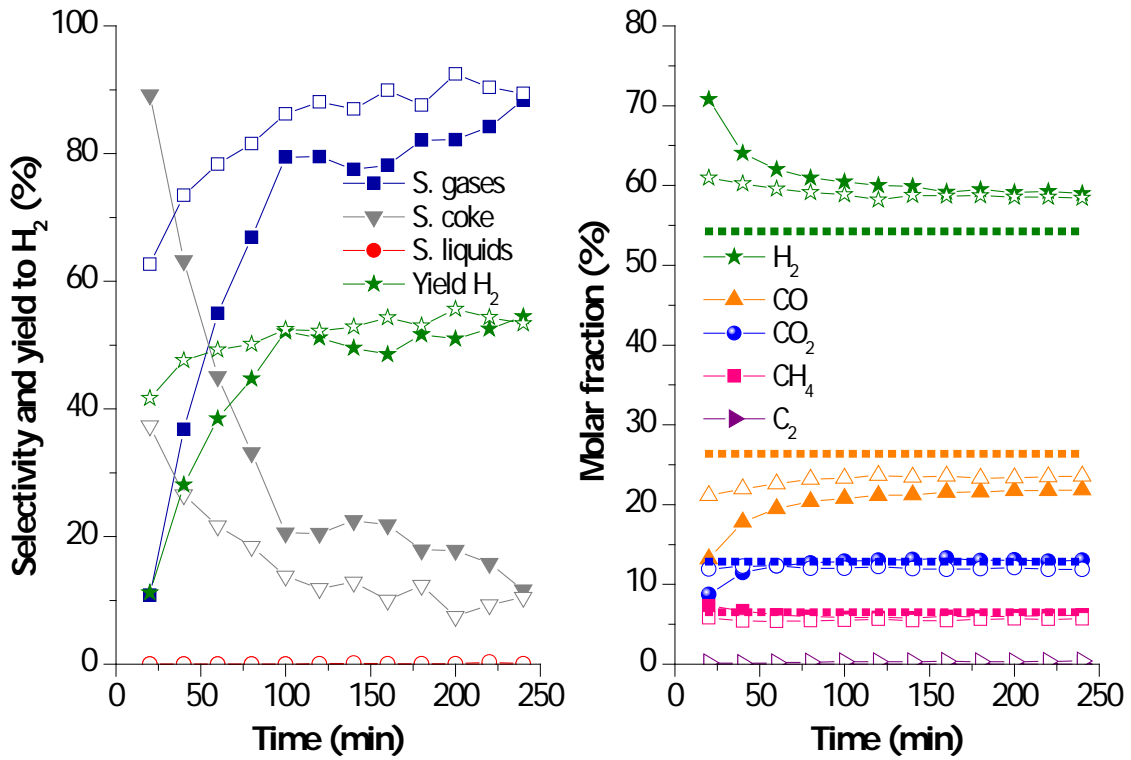 Selectivity and yield to H₂ (%)
100
80
60
40
20
0
S. gases
S. coke
S. liquids
Yield H₂
0 50 100 150 200 250
Time (min)
Molar fraction (%)
80
70
60
50
40
30
20
10
0
H₂
CO
CO₂
CH₄
C₂
0 50 100 150 200 250
Time (min)